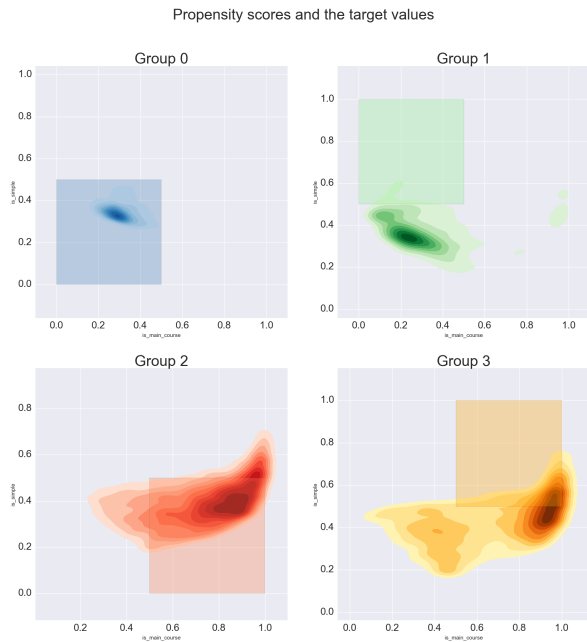 Propensity scores and the target values
Group 0
Group 1
1.0
0.8
0.6
0.4
0.2
0.0
is_simple
0.0 0.2 0.4 0.6 0.8 1.0
is_main_course
1.0
0.8
0.6
0.4
0.2
0.0
is_simple
0.0 0.2 0.4 0.6 0.8 1.0
is_main_course
Group 2
Group 3
0.8
0.6
0.4
0.2
0.0
is_simple
0.2 0.4 0.6 0.8 1.0
is_main_course
1.0
0.8
0.6
0.4
0.2
0.0
is_simple
0.0 0.2 0.4 0.6 0.8 1.0
is_main_course